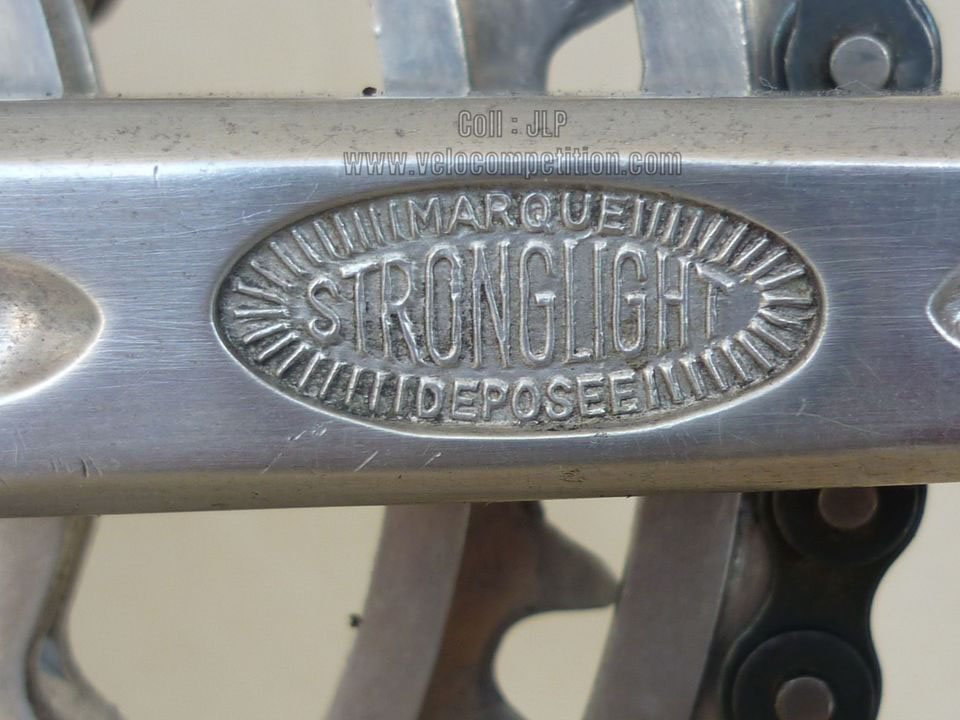 Coll : JLP
www.velocompetition.com
MARQUE
STRONGLIGHT
DEPOSEE